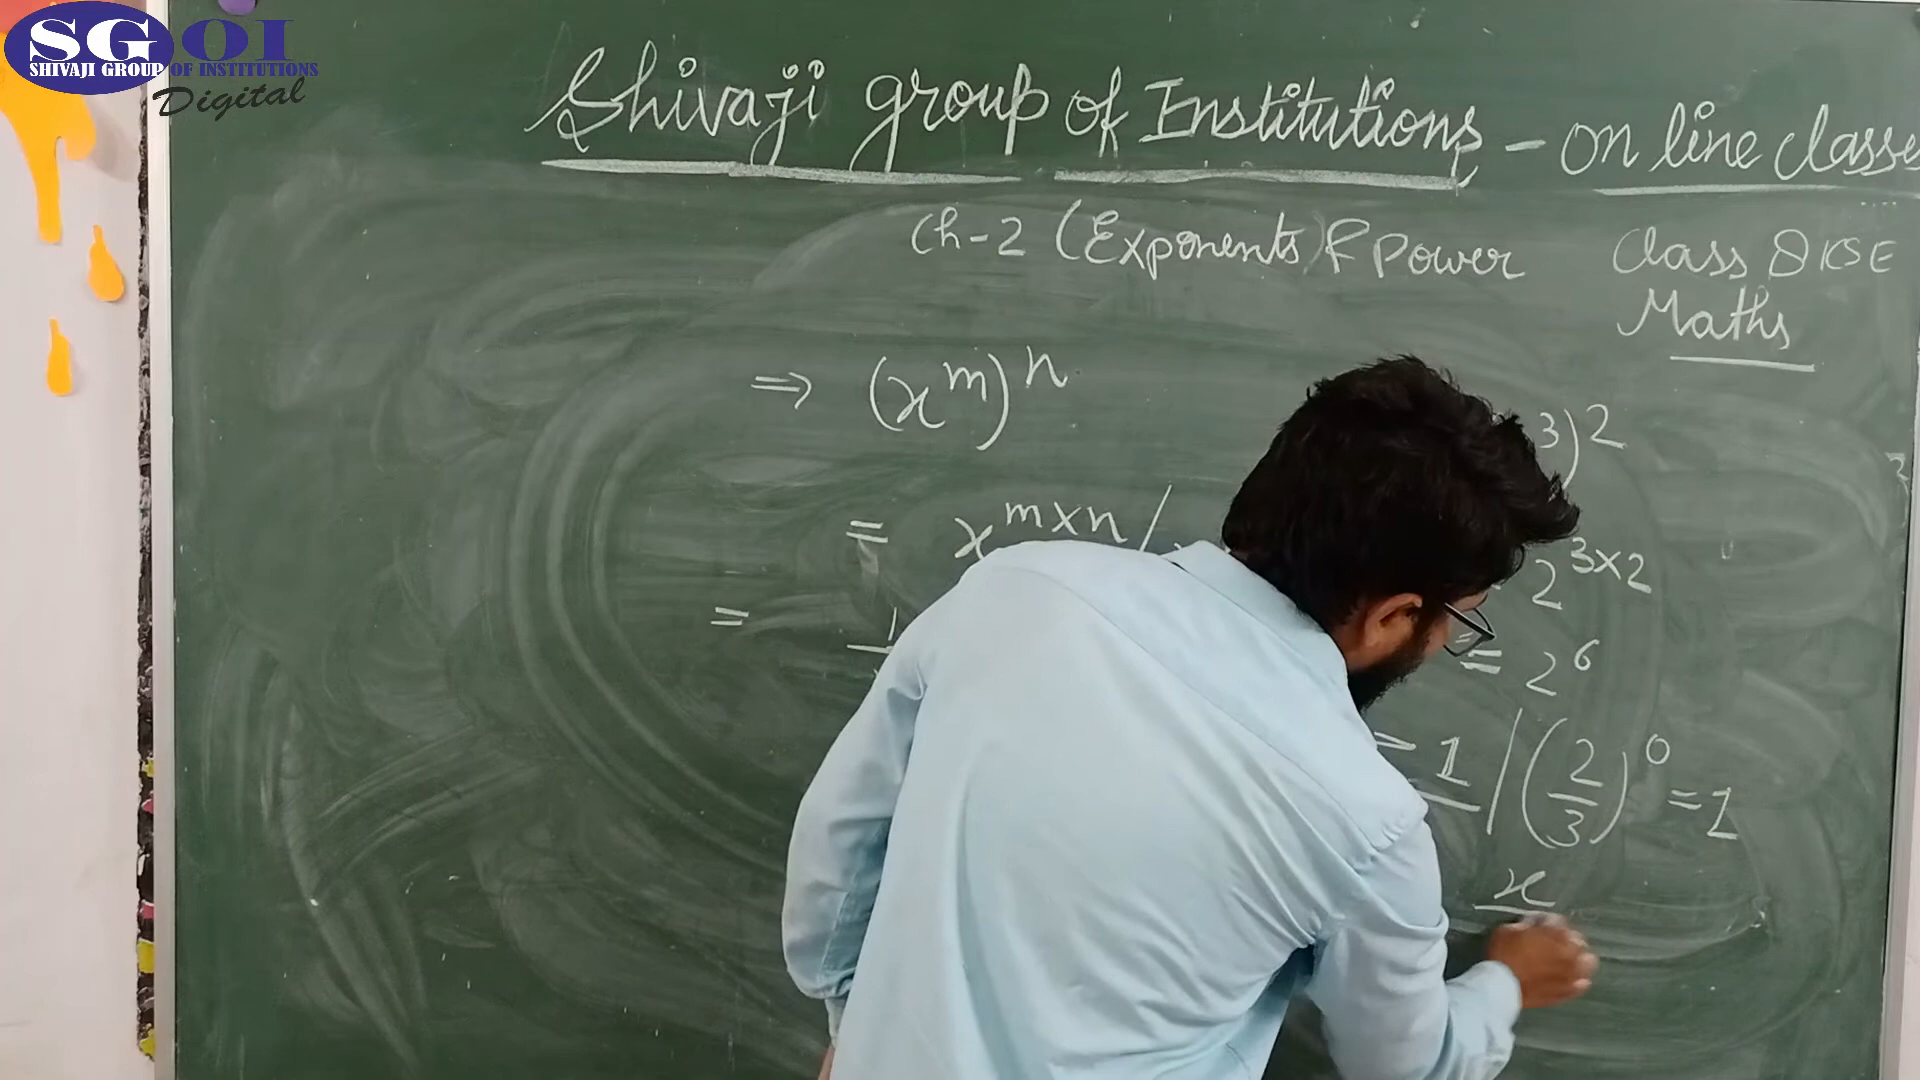 SGOI
SHIVAJI GROUP OF INSTITUTIONS
Digital
Shivaji group of Institutions - on line classes
Ch-2 (Exponents) & Power
Class 8 ICSE
Maths
⇒ (x^m)^n
3)^2
= x^{m×n} /
2^{3×2}
=
= 2^6
= 1 / (2/3)^0 = 1
x